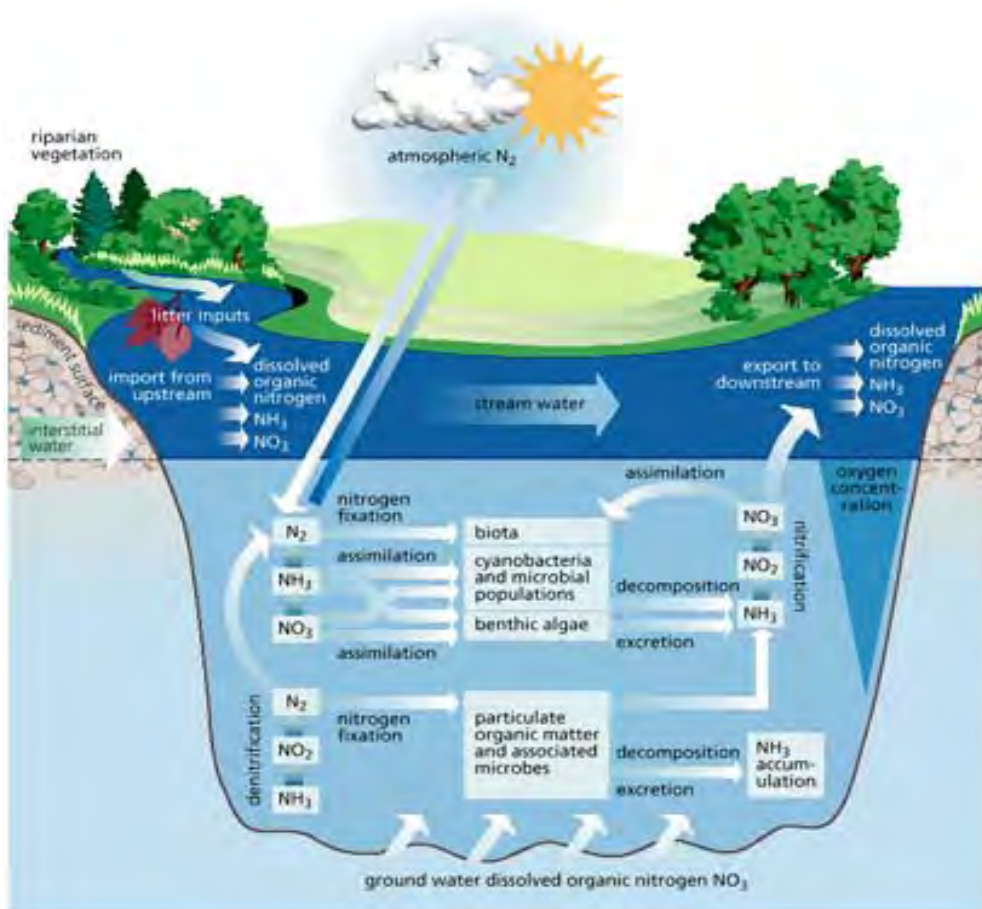 riparian
vegetation
atmospheric N₂
litter inputs
sediment surface
import from
upstream
dissolved
organic
nitrogen
NH₃
NO₃
interstitial
water
stream water
export to
downstream
dissolved
organic
nitrogen
NH₃
NO₃
oxygen
concent-
ration
assimilation
nitrogen
fixation
N₂
NH₃
NO₃
assimilation
assimilation
biota
cyanobacteria
and microbial
populations
benthic algae
decomposition
excretion
NO₃
NO₂
NH₃
nitrification
denitrification
N₂
NO₂
NH₃
nitrogen
fixation
particulate
organic matter
and associated
microbes
decomposition
excretion
NH₃
accum-
ulation
ground water dissolved organic nitrogen NO₃